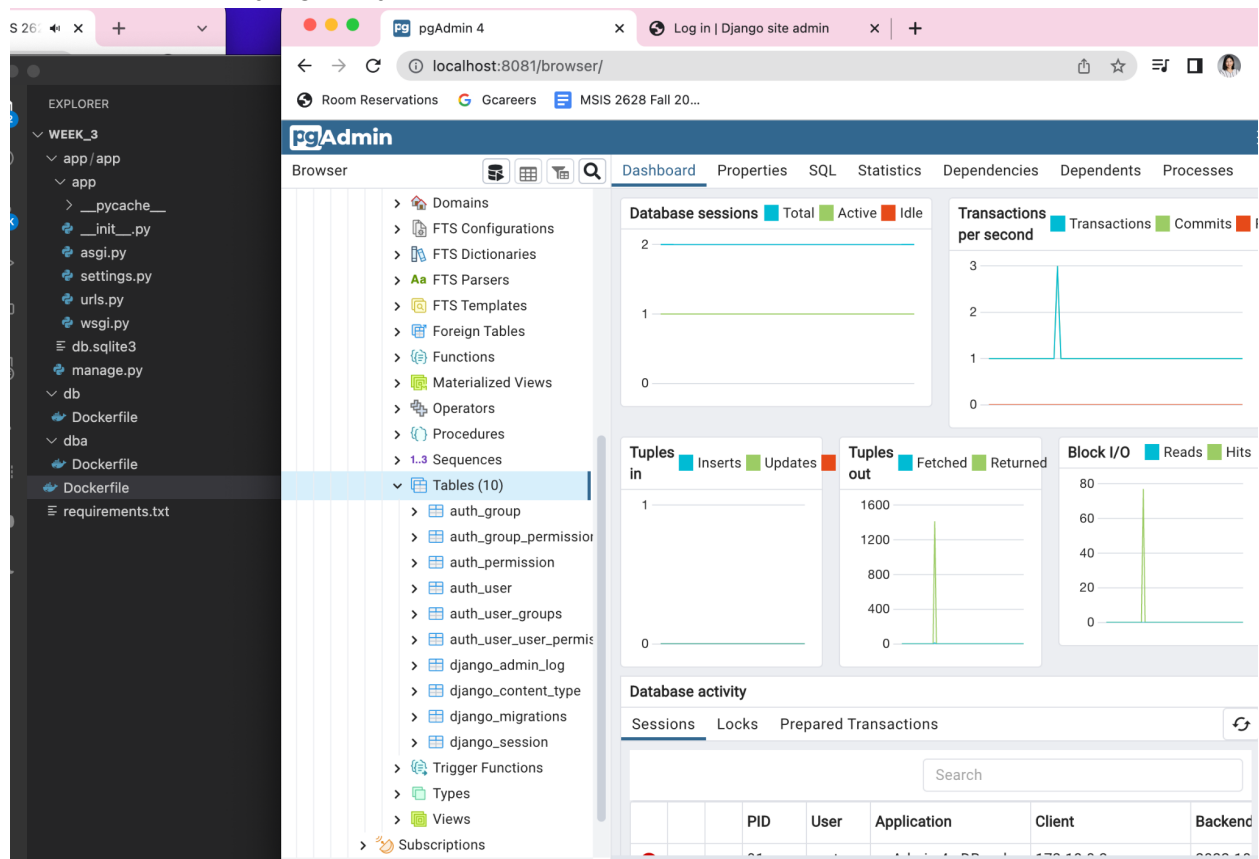 S 26
pgAdmin 4
Log in | Django site admin
localhost:8081/browser/
Room Reservations
Gcareers
MSIS 2628 Fall 20...
EXPLORER
WEEK_3
app/app
app
__pycache__
__init__.py
asgi.py
settings.py
urls.py
wsgi.py
db.sqlite3
manage.py
db
Dockerfile
dba
Dockerfile
Dockerfile
requirements.txt
pgAdmin
Browser
Domains
FTS Configurations
FTS Dictionaries
Aa FTS Parsers
FTS Templates
Foreign Tables
Functions
Materialized Views
Operators
Procedures
1..3 Sequences
Tables (10)
auth_group
auth_group_permission
auth_permission
auth_user
auth_user_groups
auth_user_user_permis
django_admin_log
django_content_type
django_migrations
django_session
Trigger Functions
Types
Views
Subscriptions
Dashboard Properties SQL Statistics Dependencies Dependents Processes
Database sessions Total Active Idle
2
1
0
Transactions per second Transactions Commits
3
2
1
0
Tuples in Inserts Updates
1
0
Tuples out Fetched Returned
1600
1200
800
400
0
Block I/O Reads Hits
80
60
40
20
0
Database activity
Sessions Locks Prepared Transactions
Search
PID User Application Client Backend